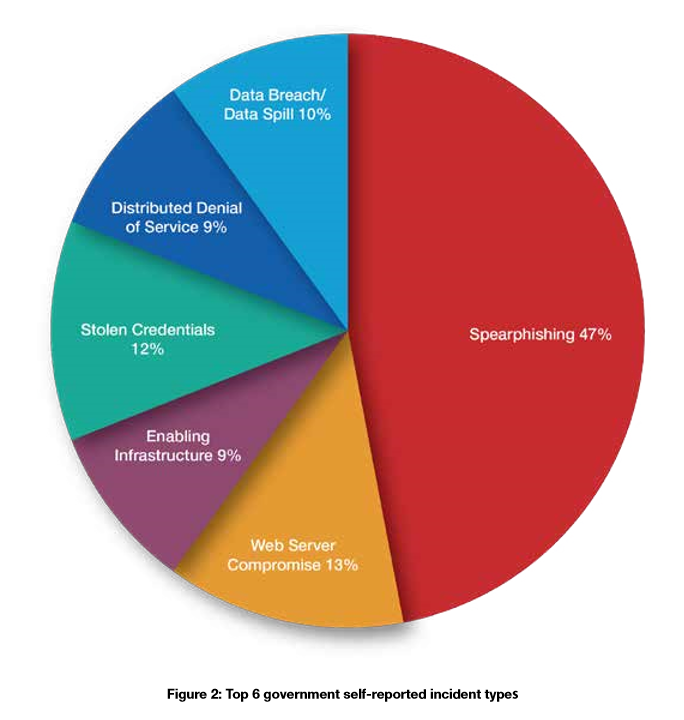 Data Breach/
Data Spill 10%
Distributed Denial
of Service 9%
Stolen Credentials
12%
Spearphishing 47%
Enabling
Infrastructure 9%
Web Server
Compromise 13%
Figure 2: Top 6 government self-reported incident types